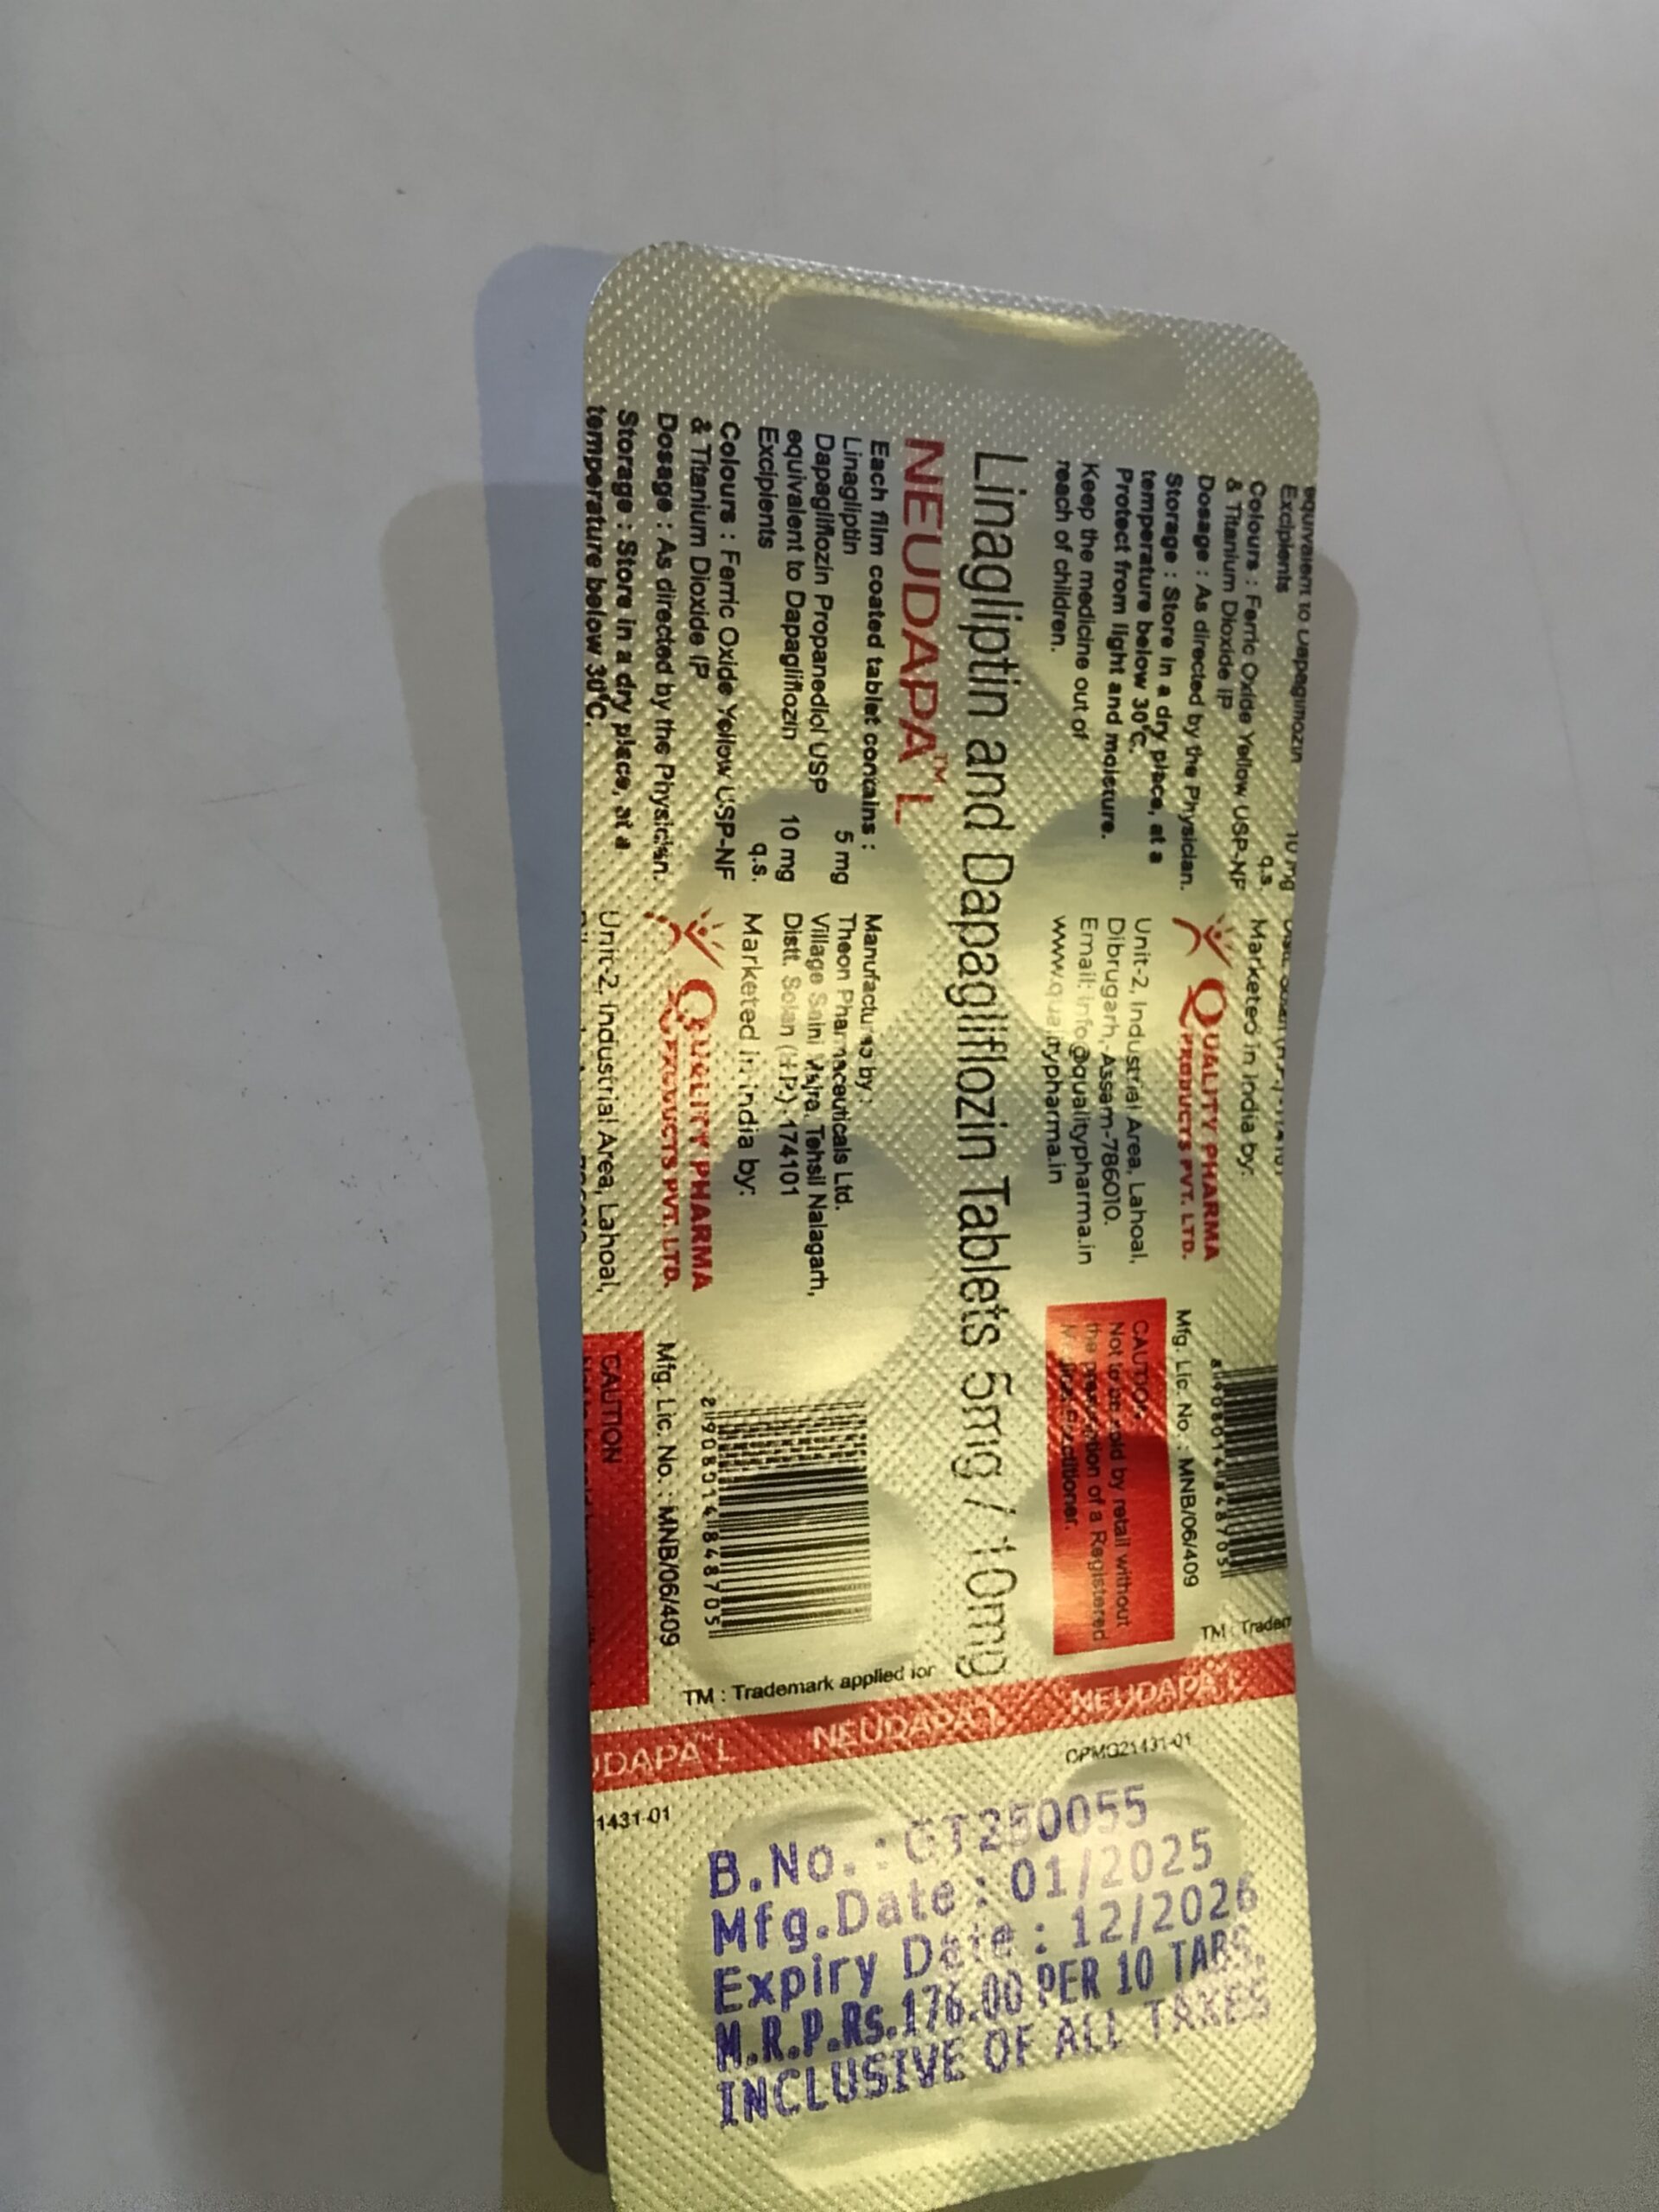 Excipients
q.s.
Colours : Ferric Oxide Yellow USP-NF
& Titanium Dioxide IP
Dosage : As directed by the Physician.
Storage : Store in a dry place, at a
temperature below 30°C.
Protect from light and moisture.
Keep the medicine out of
reach of children.
Marketed in India by:
QUALITY PHARMA
PRODUCTS PVT. LTD.
Unit-2, Industrial Area, Lahoal,
Dibrugarh,-Assam-786010.
Email: info@qualitypharma.in
www.qualitypharma.in
8908014848705
Mfg. Lic. No. : MNB/06/409
CAUTION
Not to be sold by retail without
the prescription of a Registered
Medical Practitioner.
TM : Tradem
Linagliptin and Dapagliflozin Tablets 5mg / 10mg
NEUDAPA™ L
Each film coated tablet contains :
Linagliptin 5 mg
Dapagliflozin Propanediol USP
equivalent to Dapagliflozin 10 mg
Excipients q.s.
Colours : Ferric Oxide Yellow USP-NF
& Titanium Dioxide IP
Dosage : As directed by the Physician.
Storage : Store in a dry place, at a
temperature below 30°C.
Manufactured by :
Theon Pharmaceuticals Ltd.
Village Saini Majra, Tehsil Nalagarh,
Distt. Solan (H.P.)-174101
Marketed in India by:
QUALITY PHARMA
PRODUCTS PVT. LTD.
Unit-2, Industrial Area, Lahoal,
8908014848705
Mfg. Lic. No. : MNB/06/409
CAUTION
TM : Trademark applied for
NEUDAPA™ L
NEUDAPA™ L
UDAPA™ L
1431-01
B.No. : GT250055
Mfg.Date : 01/2025
Expiry Date : 12/2026
M.R.P.Rs.176.00 PER 10 TABS.
INCLUSIVE OF ALL TAXES